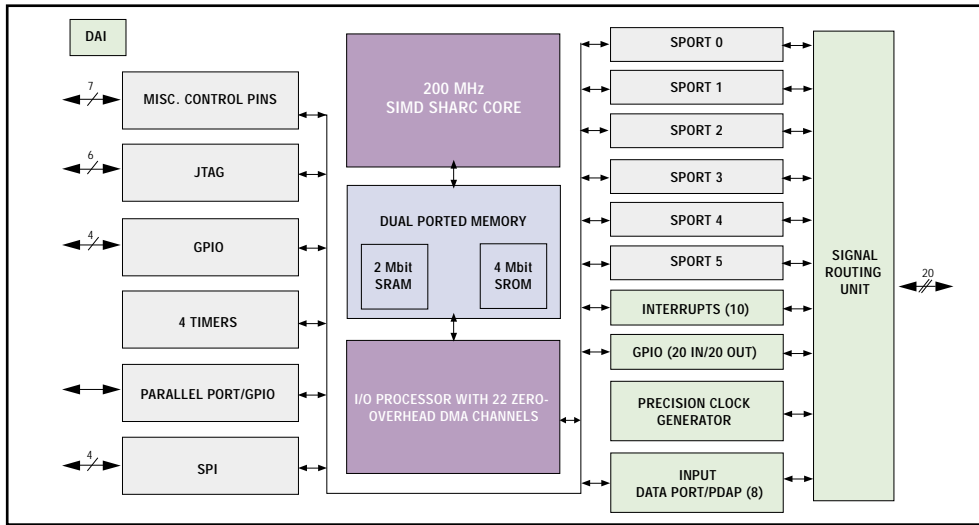 DAI
7
MISC. CONTROL PINS
6
JTAG
4
GPIO
4 TIMERS
PARALLEL PORT/GPIO
4
SPI
200 MHz
SIMD SHARC CORE
DUAL PORTED MEMORY
2 Mbit
SRAM
4 Mbit
SROM
I/O PROCESSOR WITH 22 ZERO-
OVERHEAD DMA CHANNELS
SPORT 0
SPORT 1
SPORT 2
SPORT 3
SPORT 4
SPORT 5
INTERRUPTS (10)
GPIO (20 IN/20 OUT)
PRECISION CLOCK
GENERATOR
INPUT
DATA PORT/PDAP (8)
SIGNAL
ROUTING
UNIT
20